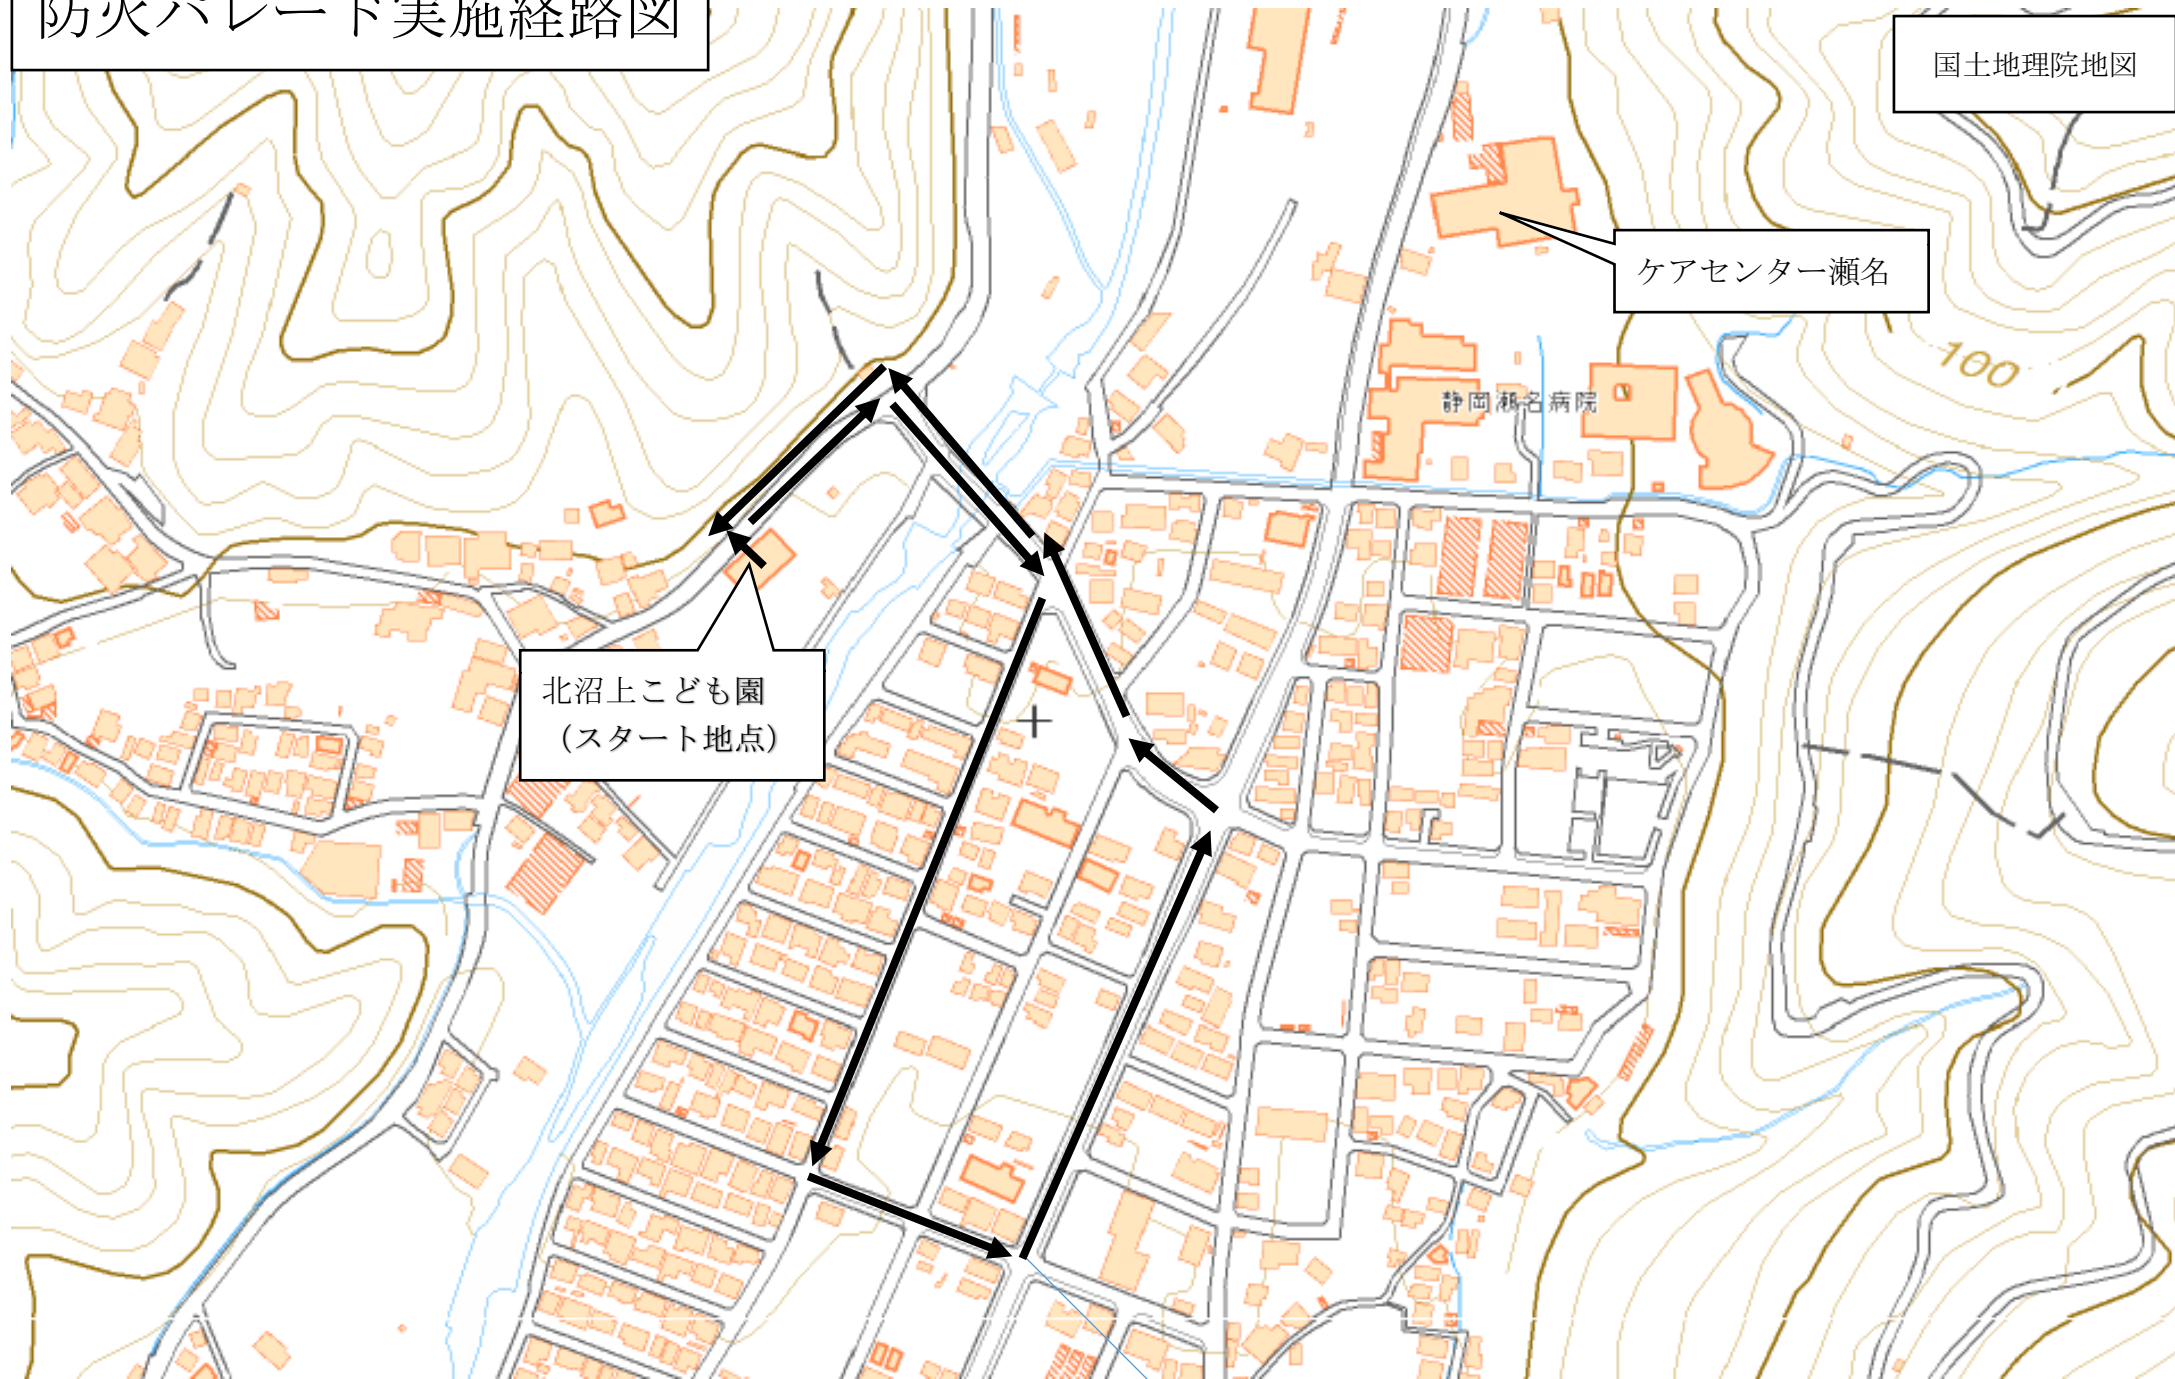 防火パレード実施経路図
国土地理院地図
ケアセンター瀬名
100
静岡瀬名病院
北沼上こども園
（スタート地点）